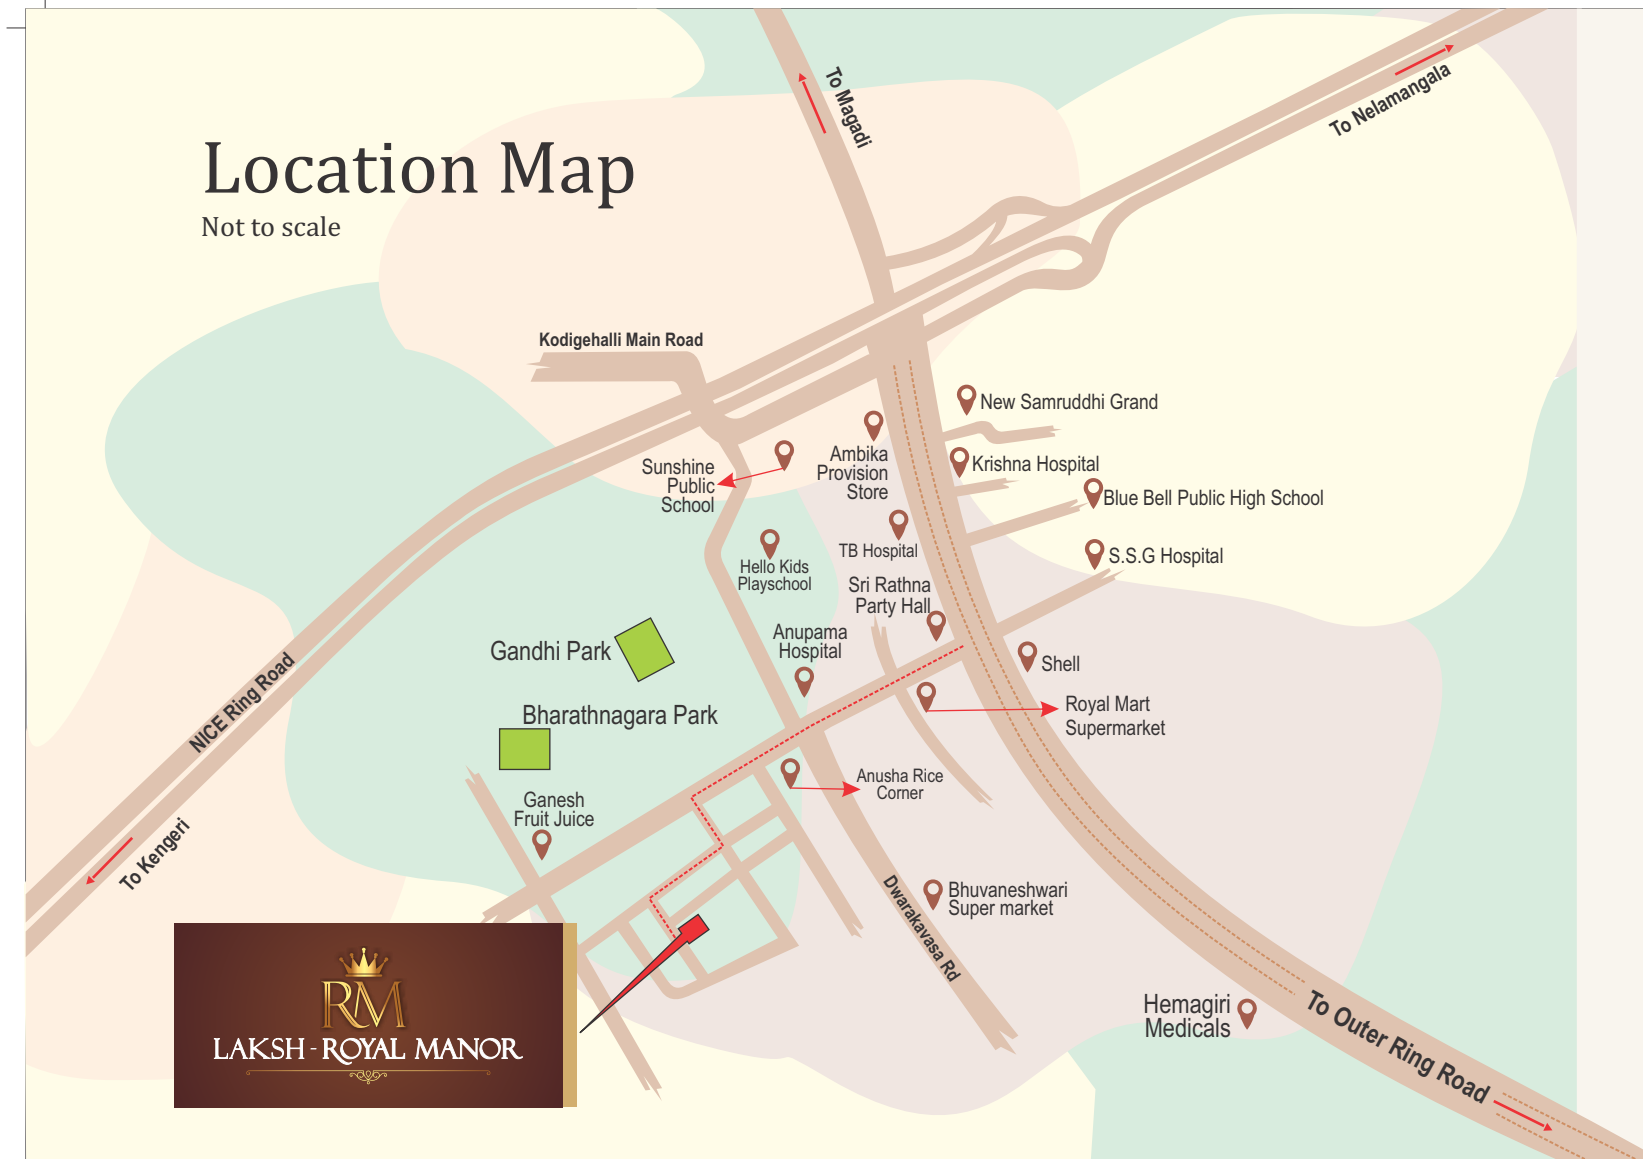 Location Map
Not to scale
To Magadi
To Nelamangala
Kodigehalli Main Road
New Samruddhi Grand
Ambika
Provision
Store
Krishna Hospital
Sunshine
Public
School
Blue Bell Public High School
TB Hospital
S.S.G Hospital
Hello Kids
Playschool
Sri Rathna
Party Hall
Gandhi Park
Anupama
Hospital
Shell
NICE Ring Road
Bharathnagara Park
Royal Mart
Supermarket
Anusha Rice
Corner
Ganesh
Fruit Juice
To Kengeri
Bhuvaneshwari
Super market
Dwarakavasa Rd
RM
LAKSH - ROYAL MANOR
Hemagiri
Medicals
To Outer Ring Road